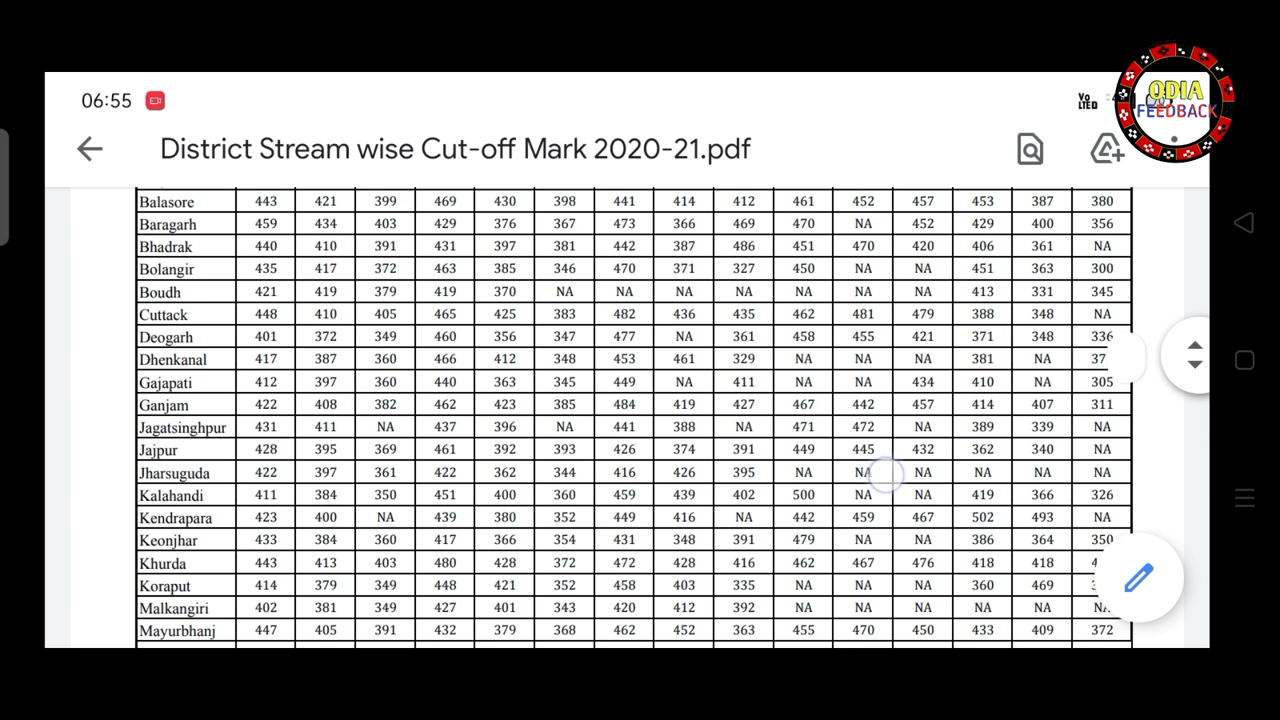 06:55
Vo LTED
ODIA
FEEDBACK
District Stream wise Cut-off Mark 2020-21.pdf
Balasore 443 421 399 469 430 398 441 414 412 461 452 457 453 387 380
Baragarh 459 434 403 429 376 367 473 366 469 470 NA 452 429 400 356
Bhadrak 440 410 391 431 397 381 442 387 486 451 470 420 406 361 NA
Bolangir 435 417 372 463 385 346 470 371 327 450 NA NA 451 363 300
Boudh 421 419 379 419 370 NA NA NA NA NA NA NA 413 331 345
Cuttack 448 410 405 465 425 383 482 436 435 462 481 479 388 348 NA
Deogarh 401 372 349 460 356 347 477 NA 361 458 455 421 371 348 336
Dhenkanal 417 387 360 466 412 348 453 461 329 NA NA NA 381 NA 37
Gajapati 412 397 360 440 363 345 449 NA 411 NA NA 434 410 NA 305
Ganjam 422 408 382 462 423 385 484 419 427 467 442 457 414 407 311
Jagatsinghpur 431 411 NA 437 396 NA 441 388 NA 471 472 NA 389 339 NA
Jajpur 428 395 369 461 392 393 426 374 391 449 445 432 362 340 NA
Jharsuguda 422 397 361 422 362 344 416 426 395 NA NA NA NA NA NA
Kalahandi 411 384 350 451 400 360 459 439 402 500 NA NA 419 366 326
Kendrapara 423 400 NA 439 380 352 449 416 NA 442 459 467 502 493 NA
Keonjhar 433 384 360 417 366 354 431 348 391 479 NA NA 386 364 350
Khurda 443 413 403 480 428 372 472 428 416 462 467 476 418 418
Koraput 414 379 349 448 421 352 458 403 335 NA NA NA 360 469
Malkangiri 402 381 349 427 401 343 420 412 392 NA NA NA NA NA NA
Mayurbhanj 447 405 391 432 379 368 462 452 363 455 470 450 433 409 372